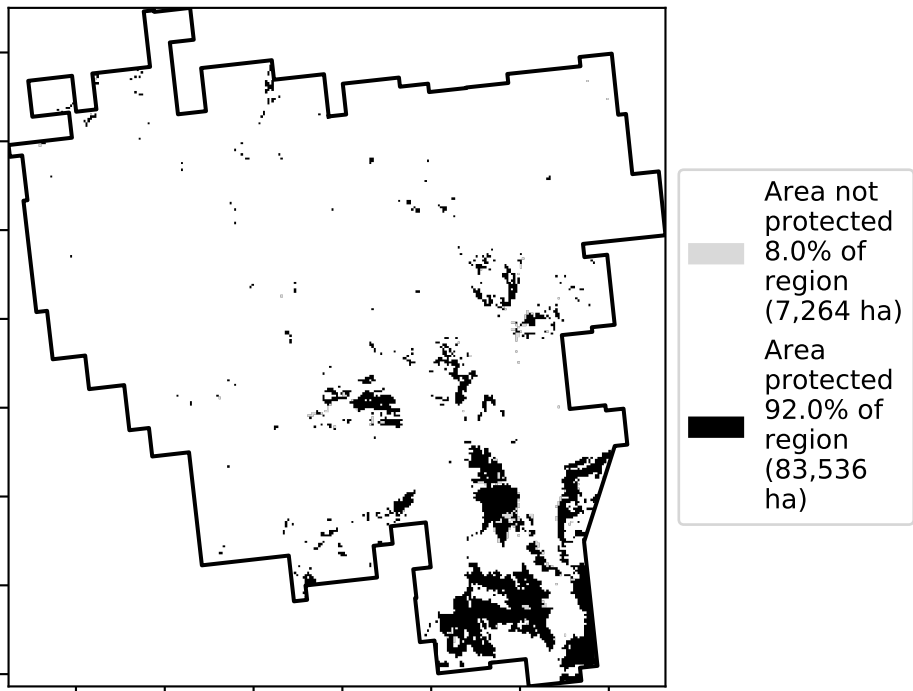 Area not
protected
8.0% of
region
(7,264 ha)
Area
protected
92.0% of
region
(83,536
ha)